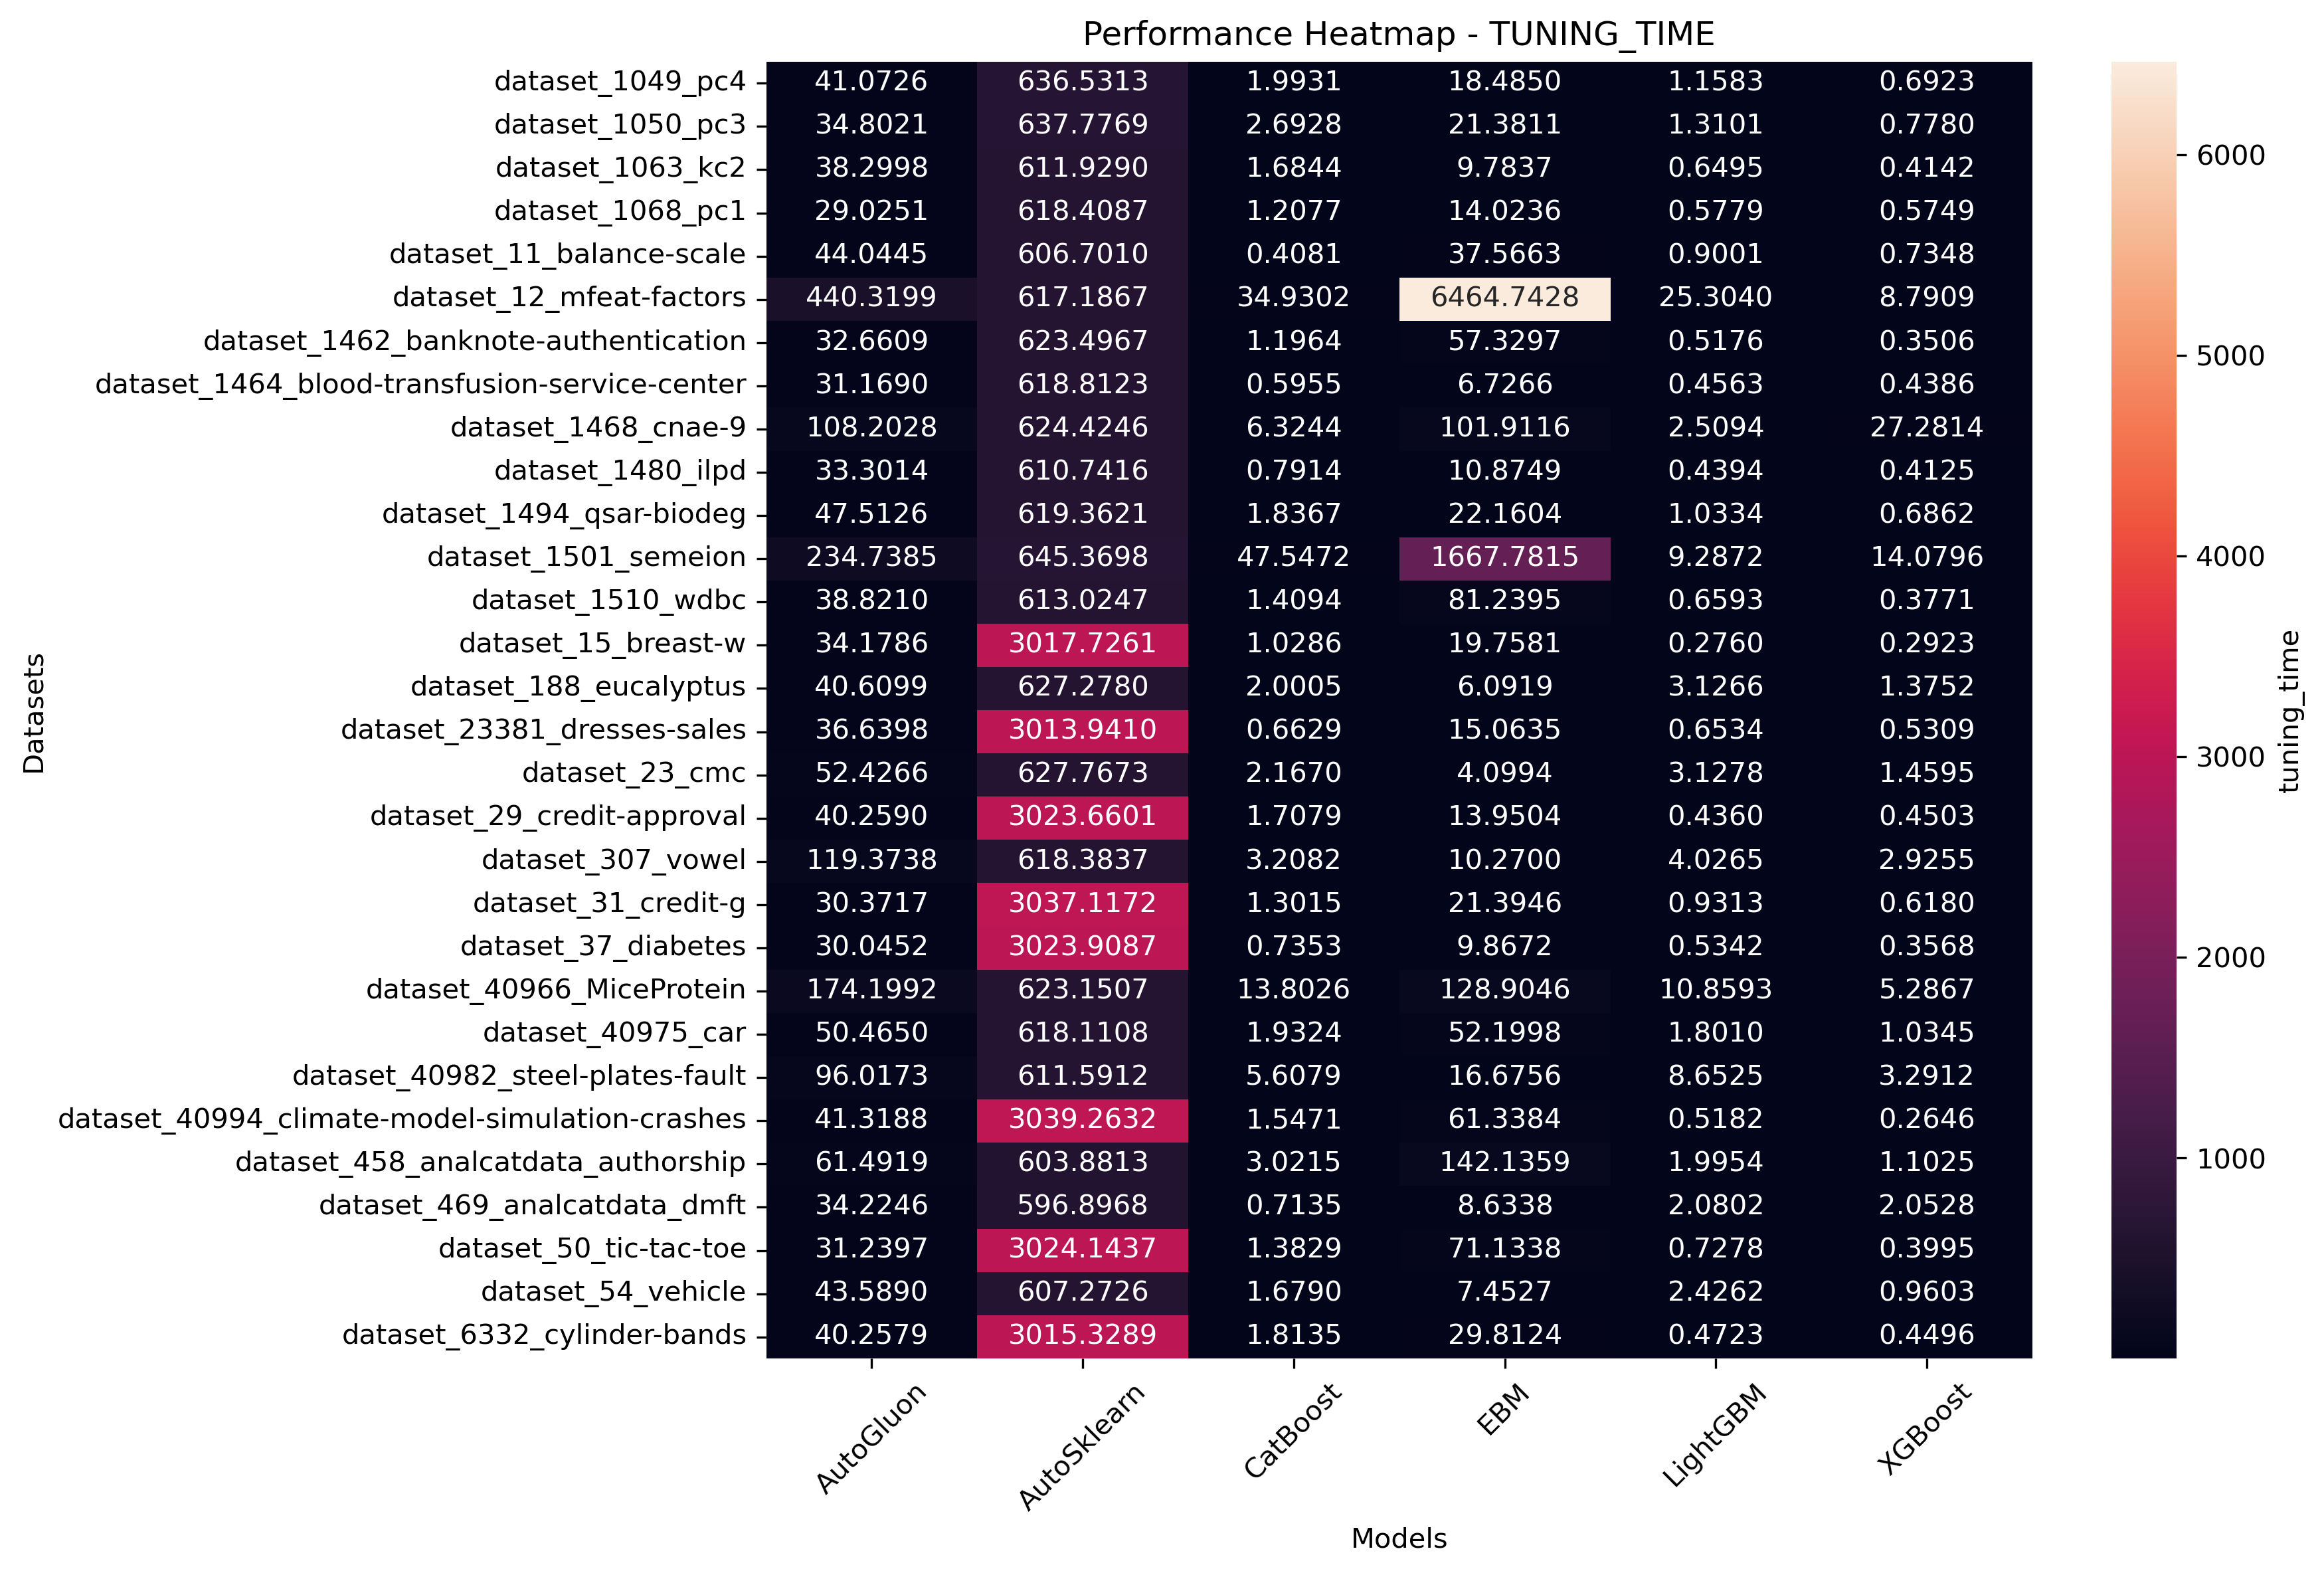 Performance Heatmap - TUNING_TIME
dataset_1049_pc4 41.0726 636.5313 1.9931 18.4850 1.1583 0.6923
dataset_1050_pc3 34.8021 637.7769 2.6928 21.3811 1.3101 0.7780
dataset_1063_kc2 38.2998 611.9290 1.6844 9.7837 0.6495 0.4142
dataset_1068_pc1 29.0251 618.4087 1.2077 14.0236 0.5779 0.5749
dataset_11_balance-scale 44.0445 606.7010 0.4081 37.5663 0.9001 0.7348
dataset_12_mfeat-factors 440.3199 617.1867 34.9302 6464.7428 25.3040 8.7909
dataset_1462_banknote-authentication 32.6609 623.4967 1.1964 57.3297 0.5176 0.3506
dataset_1464_blood-transfusion-service-center 31.1690 618.8123 0.5955 6.7266 0.4563 0.4386
dataset_1468_cnae-9 108.2028 624.4246 6.3244 101.9116 2.5094 27.2814
dataset_1480_ilpd 33.3014 610.7416 0.7914 10.8749 0.4394 0.4125
dataset_1494_qsar-biodeg 47.5126 619.3621 1.8367 22.1604 1.0334 0.6862
dataset_1501_semeion 234.7385 645.3698 47.5472 1667.7815 9.2872 14.0796
dataset_1510_wdbc 38.8210 613.0247 1.4094 81.2395 0.6593 0.3771
dataset_15_breast-w 34.1786 3017.7261 1.0286 19.7581 0.2760 0.2923
dataset_188_eucalyptus 40.6099 627.2780 2.0005 6.0919 3.1266 1.3752
dataset_23381_dresses-sales 36.6398 3013.9410 0.6629 15.0635 0.6534 0.5309
dataset_23_cmc 52.4266 627.7673 2.1670 4.0994 3.1278 1.4595
dataset_29_credit-approval 40.2590 3023.6601 1.7079 13.9504 0.4360 0.4503
dataset_307_vowel 119.3738 618.3837 3.2082 10.2700 4.0265 2.9255
dataset_31_credit-g 30.3717 3037.1172 1.3015 21.3946 0.9313 0.6180
dataset_37_diabetes 30.0452 3023.9087 0.7353 9.8672 0.5342 0.3568
dataset_40966_MiceProtein 174.1992 623.1507 13.8026 128.9046 10.8593 5.2867
dataset_40975_car 50.4650 618.1108 1.9324 52.1998 1.8010 1.0345
dataset_40982_steel-plates-fault 96.0173 611.5912 5.6079 16.6756 8.6525 3.2912
dataset_40994_climate-model-simulation-crashes 41.3188 3039.2632 1.5471 61.3384 0.5182 0.2646
dataset_458_analcatdata_authorship 61.4919 603.8813 3.0215 142.1359 1.9954 1.1025
dataset_469_analcatdata_dmft 34.2246 596.8968 0.7135 8.6338 2.0802 2.0528
dataset_50_tic-tac-toe 31.2397 3024.1437 1.3829 71.1338 0.7278 0.3995
dataset_54_vehicle 43.5890 607.2726 1.6790 7.4527 2.4262 0.9603
dataset_6332_cylinder-bands 40.2579 3015.3289 1.8135 29.8124 0.4723 0.4496
AutoGluon AutoSklearn CatBoost EBM LightGBM XGBoost
Models
Datasets
6000
5000
4000
3000
2000
1000
tuning_time